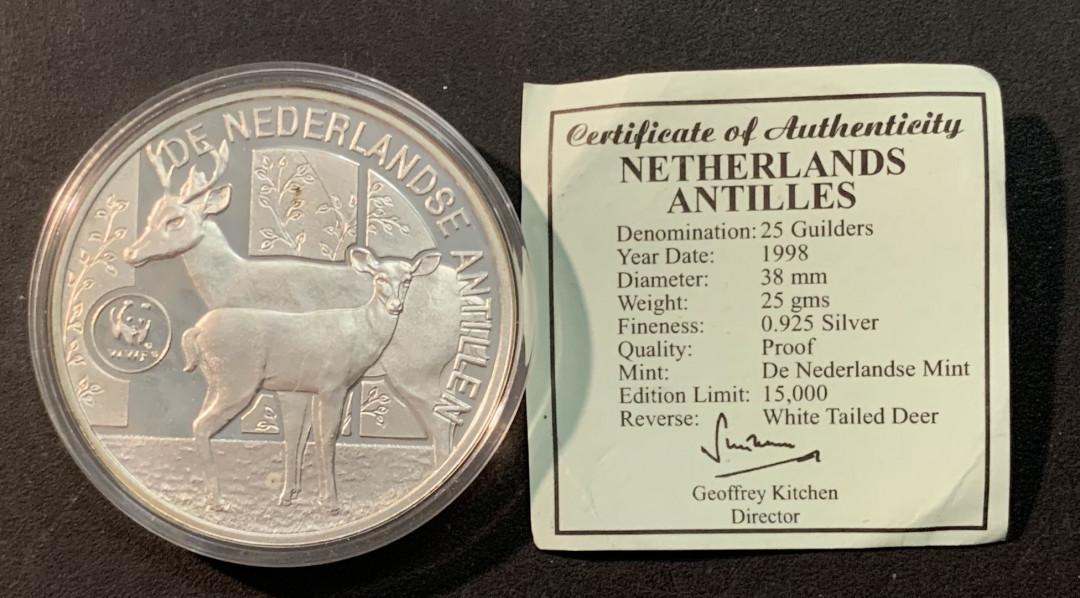 DE NEDERLANDSE ANTILLEN
WWF
Certificate of Authenticity
NETHERLANDS
ANTILLES
Denomination: 25 Guilders
Year Date: 1998
Diameter: 38 mm
Weight: 25 gms
Fineness: 0.925 Silver
Quality: Proof
Mint: De Nederlandse Mint
Edition Limit: 15,000
Reverse: White Tailed Deer
Geoffrey Kitchen
Director